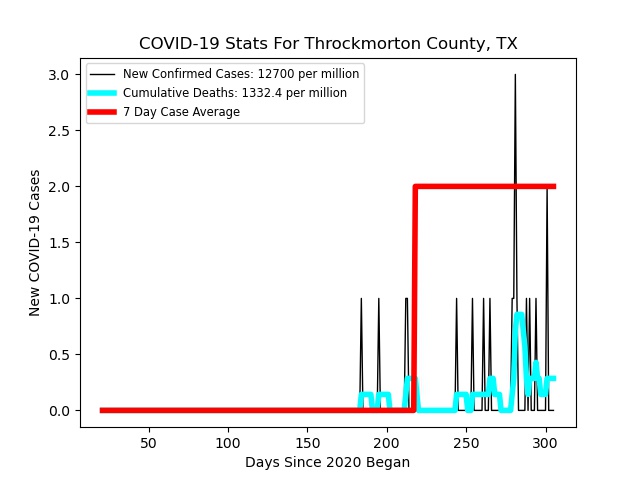 COVID-19 Stats For Throckmorton County, TX
New Confirmed Cases: 12700 per million
Cumulative Deaths: 1332.4 per million
7 Day Case Average
New COVID-19 Cases
3.0
2.5
2.0
1.5
1.0
0.5
0.0
50 100 150 200 250 300
Days Since 2020 Began